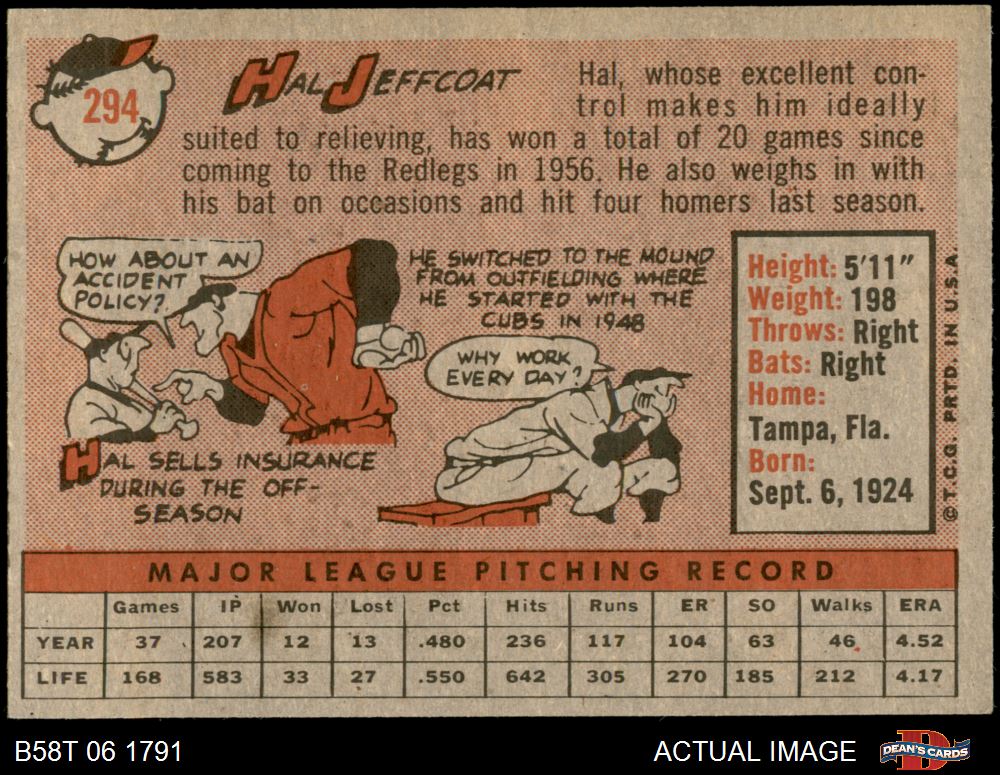 294
HAL JEFFCOAT
Hal, whose excellent con-
trol makes him ideally
suited to relieving, has won a total of 20 games since
coming to the Redlegs in 1956. He also weighs in with
his bat on occasions and hit four homers last season.
HOW ABOUT AN
ACCIDENT
POLICY?
HAL SELLS INSURANCE
DURING THE OFF-
SEASON
HE SWITCHED TO THE MOUND
FROM OUTFIELDING WHERE
HE STARTED WITH THE
CUBS IN 1948
WHY WORK
EVERY DAY?
Height: 5'11"
Weight: 198
Throws: Right
Bats: Right
Home:
Tampa, Fla.
Born:
Sept. 6, 1924
© T.C.G. PRTD. IN U.S.A.
MAJOR LEAGUE PITCHING RECORD
Games IP Won Lost Pct Hits Runs ER SO Walks ERA
YEAR 37 207 12 13 .480 236 117 104 63 46 4.52
LIFE 168 583 33 27 .550 642 305 270 185 212 4.17
B58T 06 1791
ACTUAL IMAGE
DEAN'S CARDS